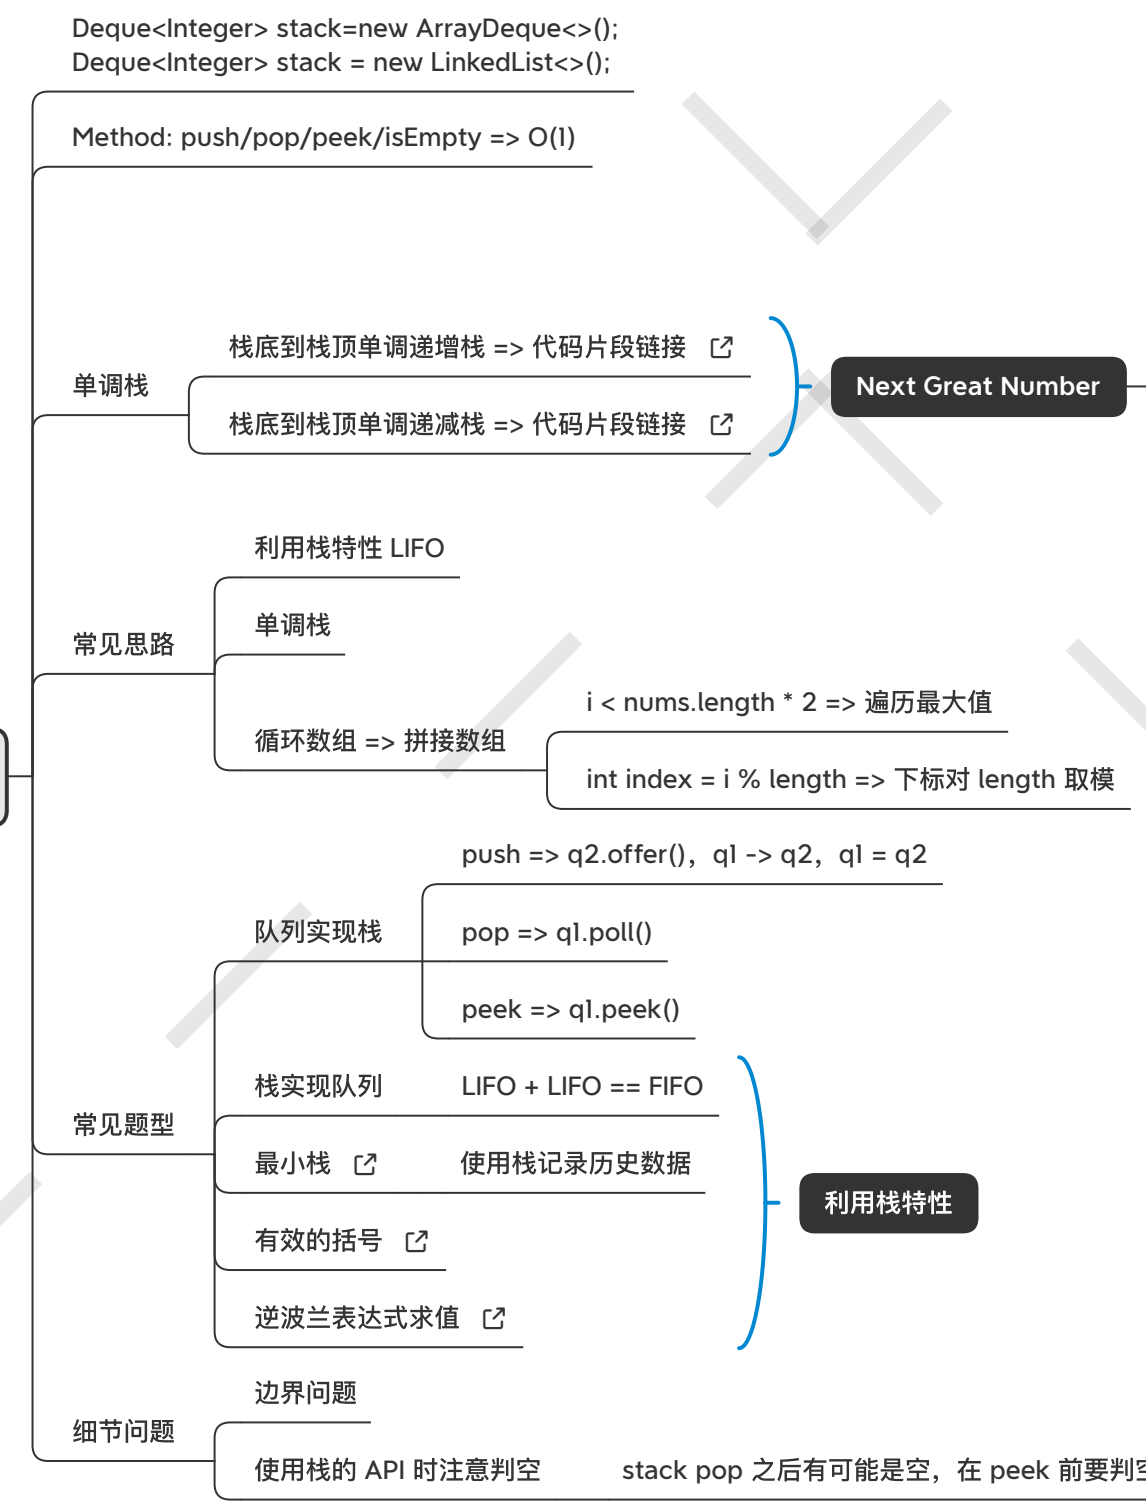 Deque<Integer> stack=new ArrayDeque<>();
Deque<Integer> stack = new LinkedList<>();
Method: push/pop/peek/isEmpty => O(1)
单调栈
栈底到栈顶单调递增栈 => 代码片段链接
栈底到栈顶单调递减栈 => 代码片段链接
Next Great Number
常见思路
利用栈特性 LIFO
单调栈
循环数组 => 拼接数组
i < nums.length * 2 => 遍历最大值
int index = i % length => 下标对 length 取模
常见题型
队列实现栈
push => q2.offer()，q1 -> q2，q1 = q2
pop => q1.poll()
peek => q1.peek()
栈实现队列 LIFO + LIFO == FIFO
最小栈 使用栈记录历史数据
有效的括号
逆波兰表达式求值
利用栈特性
细节问题
边界问题
使用栈的 API 时注意判空 stack pop 之后有可能是空，在 peek 前要判空